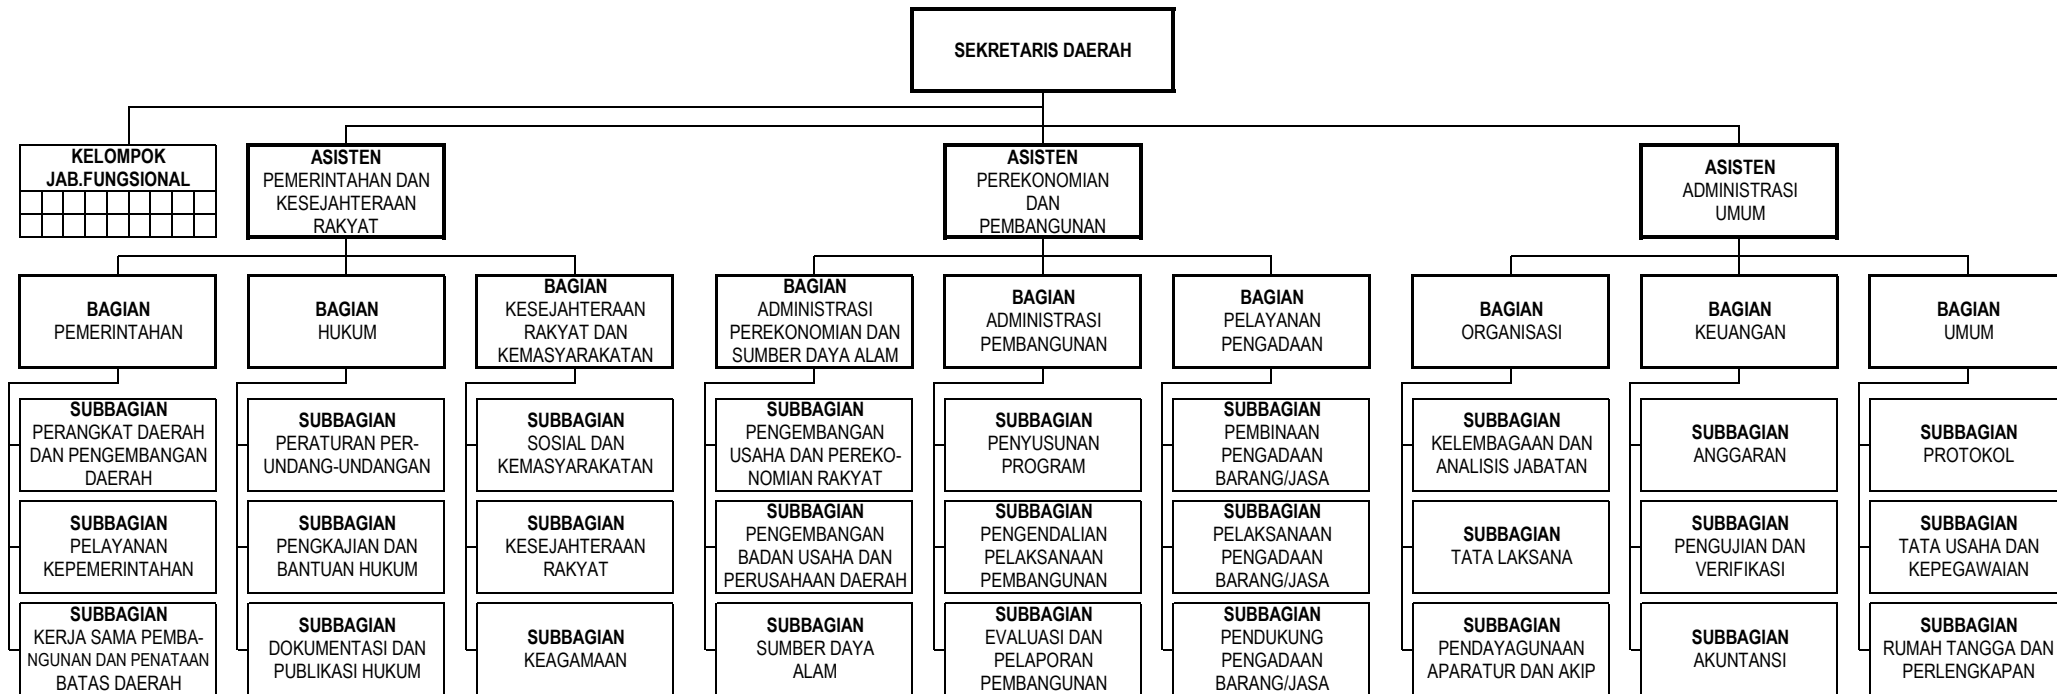 SEKRETARIS DAERAH
KELOMPOK
JAB.FUNGSIONAL
ASISTEN
PEMERINTAHAN DAN
KESEJAHTERAAN
RAKYAT
ASISTEN
PEREKONOMIAN
DAN
PEMBANGUNAN
ASISTEN
ADMINISTRASI
UMUM
BAGIAN
PEMERINTAHAN
BAGIAN
HUKUM
BAGIAN
KESEJAHTERAAN
RAKYAT DAN
KEMASYARAKATAN
BAGIAN
ADMINISTRASI
PEREKONOMIAN DAN
SUMBER DAYA ALAM
BAGIAN
ADMINISTRASI
PEMBANGUNAN
BAGIAN
PELAYANAN
PENGADAAN
BAGIAN
ORGANISASI
BAGIAN
KEUANGAN
BAGIAN
UMUM
SUBBAGIAN
PERANGKAT DAERAH
DAN PENGEMBANGAN
DAERAH
SUBBAGIAN
PERATURAN PER-
UNDANG-UNDANGAN
SUBBAGIAN
SOSIAL DAN
KEMASYARAKATAN
SUBBAGIAN
PENGEMBANGAN
USAHA DAN PEREKO-
NOMIAN RAKYAT
SUBBAGIAN
PENYUSUNAN
PROGRAM
SUBBAGIAN
PEMBINAAN
PENGADAAN
BARANG/JASA
SUBBAGIAN
KELEMBAGAAN DAN
ANALISIS JABATAN
SUBBAGIAN
ANGGARAN
SUBBAGIAN
PROTOKOL
SUBBAGIAN
PELAYANAN
KEPEMERINTAHAN
SUBBAGIAN
PENGKAJIAN DAN
BANTUAN HUKUM
SUBBAGIAN
KESEJAHTERAAN
RAKYAT
SUBBAGIAN
PENGEMBANGAN
BADAN USAHA DAN
PERUSAHAAN DAERAH
SUBBAGIAN
PENGENDALIAN
PELAKSANAAN
PEMBANGUNAN
SUBBAGIAN
PELAKSANAAN
PENGADAAN
BARANG/JASA
SUBBAGIAN
TATA LAKSANA
SUBBAGIAN
PENGUJIAN DAN
VERIFIKASI
SUBBAGIAN
TATA USAHA DAN
KEPEGAWAIAN
SUBBAGIAN
KERJA SAMA PEMBA-
NGUNAN DAN PENATAAN
BATAS DAERAH
SUBBAGIAN
DOKUMENTASI DAN
PUBLIKASI HUKUM
SUBBAGIAN
KEAGAMAAN
SUBBAGIAN
SUMBER DAYA
ALAM
SUBBAGIAN
EVALUASI DAN
PELAPORAN
PEMBANGUNAN
SUBBAGIAN
PENDUKUNG
PENGADAAN
BARANG/JASA
SUBBAGIAN
PENDAYAGUNAAN
APARATUR DAN AKIP
SUBBAGIAN
AKUNTANSI
SUBBAGIAN
RUMAH TANGGA DAN
PERLENGKAPAN